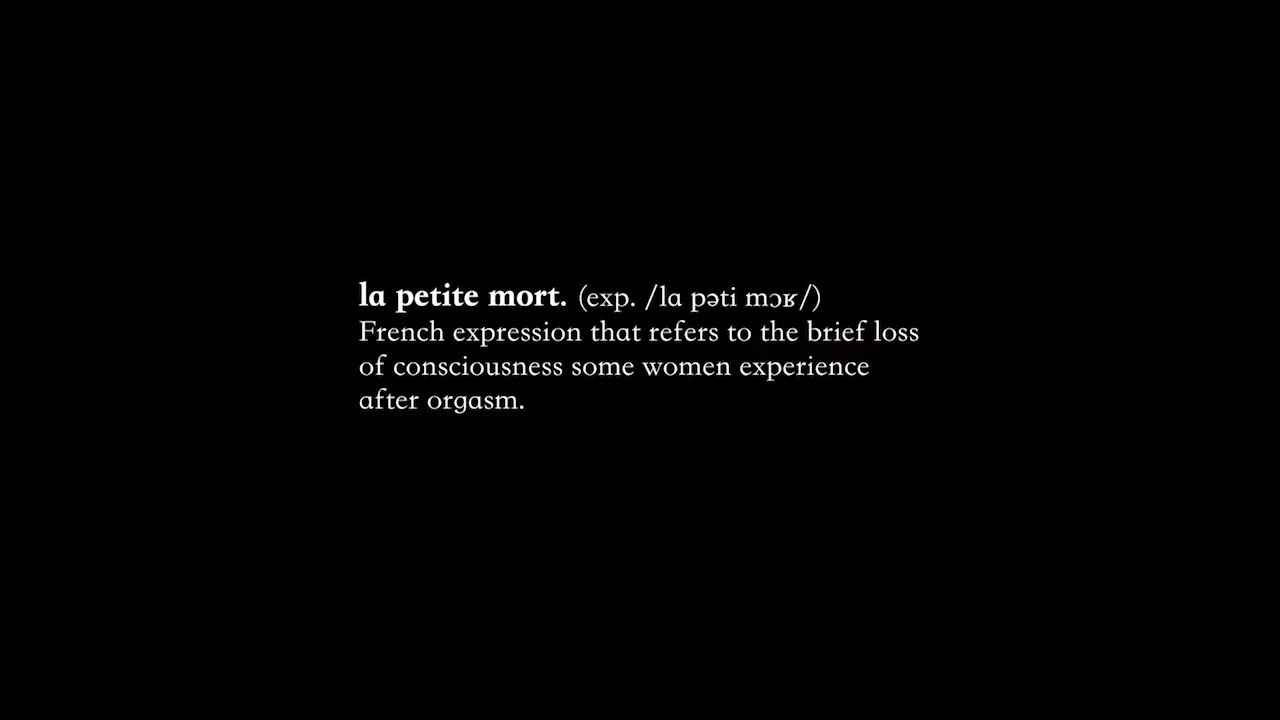 la petite mort. (exp. /lɑ pəti mɔʁ/)
French expression that refers to the brief loss
of consciousness some women experience
after orgasm.